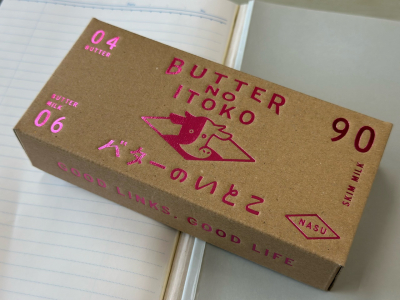 04
BUTTER
BUTTER
MILK
06
BUTTER
NO
ITOKO
バターのいとこ
90
SKIM MILK
NASU
GOOD LINKS, GOOD LIFE